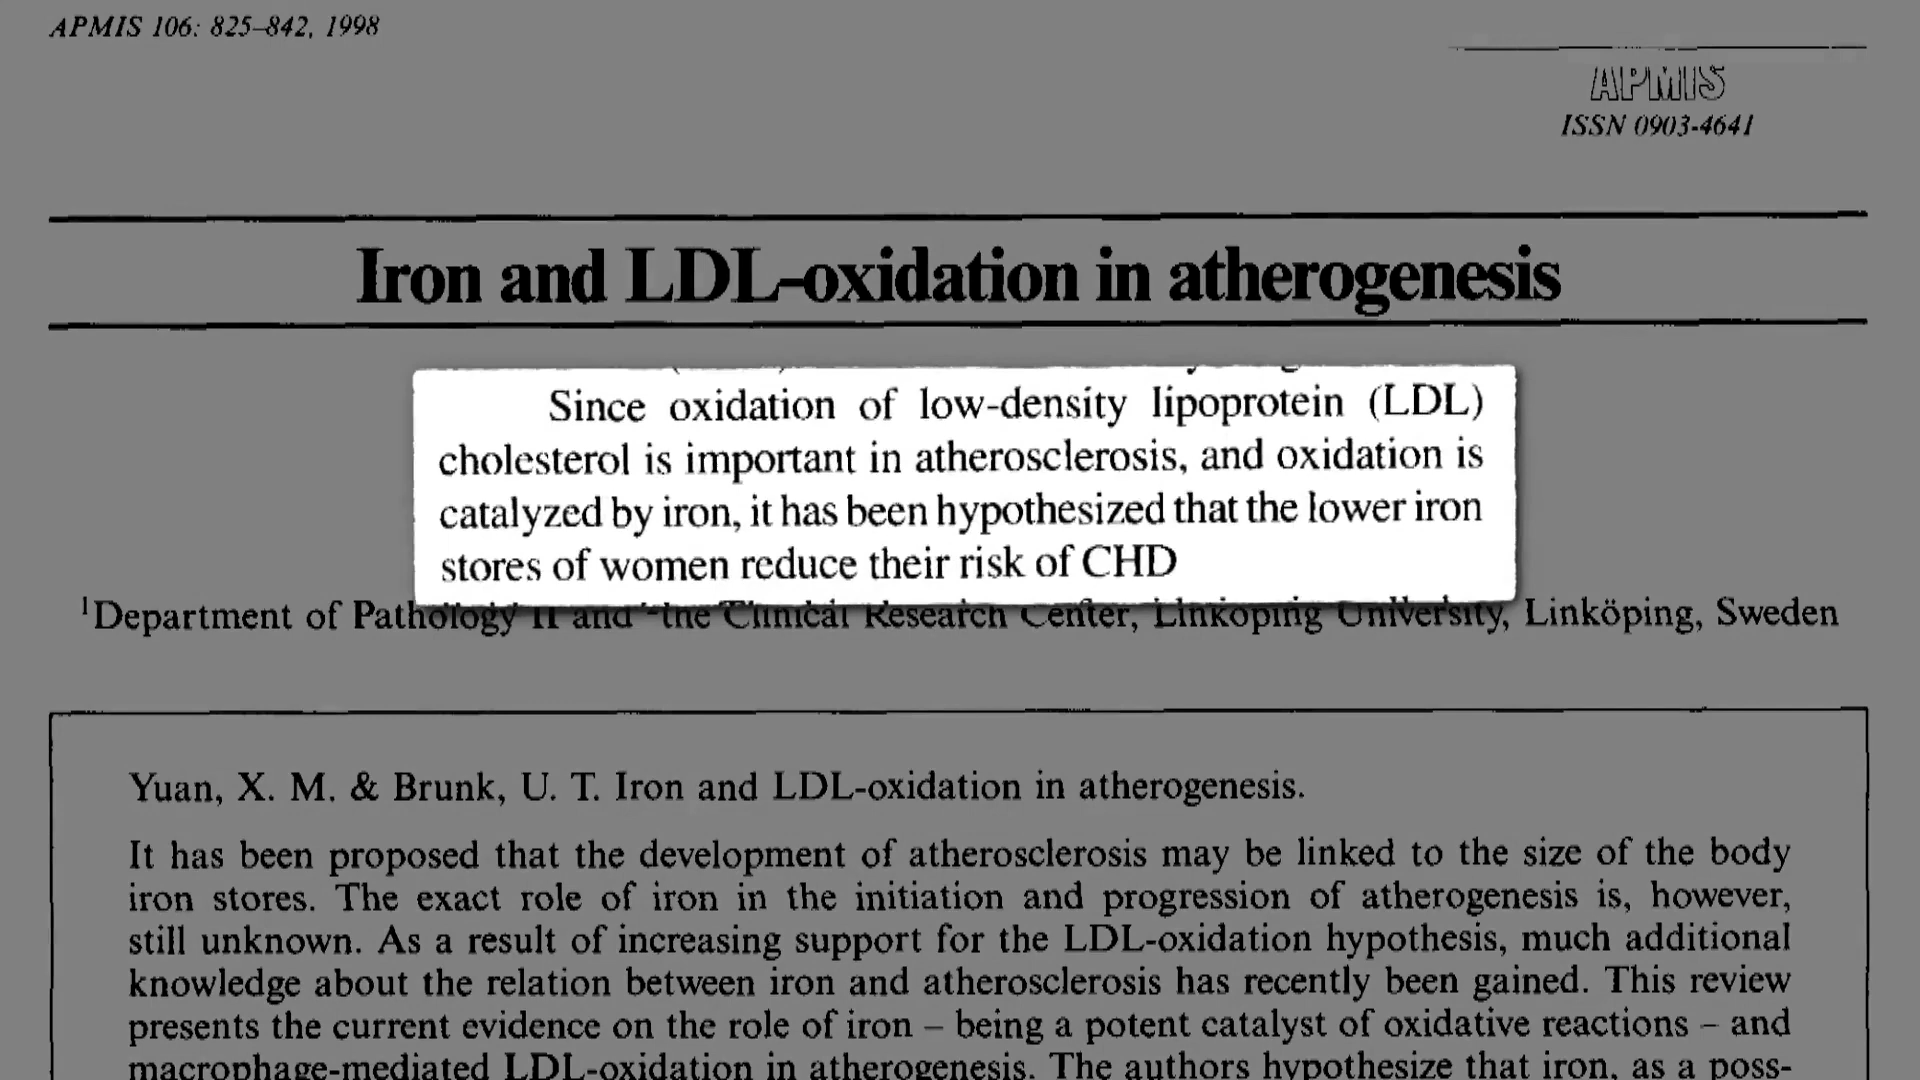 APMIS 106: 825–842, 1998
APMIS
ISSN 0903-4641
Iron and LDL-oxidation in atherogenesis
Since oxidation of low-density lipoprotein (LDL)
cholesterol is important in atherosclerosis, and oxidation is
catalyzed by iron, it has been hypothesized that the lower iron
stores of women reduce their risk of CHD
¹Department of Pathology II and ²the Clinical Research Center, Linköping University, Linköping, Sweden
Yuan, X. M. & Brunk, U. T. Iron and LDL-oxidation in atherogenesis.
It has been proposed that the development of atherosclerosis may be linked to the size of the body
iron stores. The exact role of iron in the initiation and progression of atherogenesis is, however,
still unknown. As a result of increasing support for the LDL-oxidation hypothesis, much additional
knowledge about the relation between iron and atherosclerosis has recently been gained. This review
presents the current evidence on the role of iron – being a potent catalyst of oxidative reactions – and
macrophage-mediated LDL-oxidation in atherogenesis. The authors hypothesize that iron, as a poss-